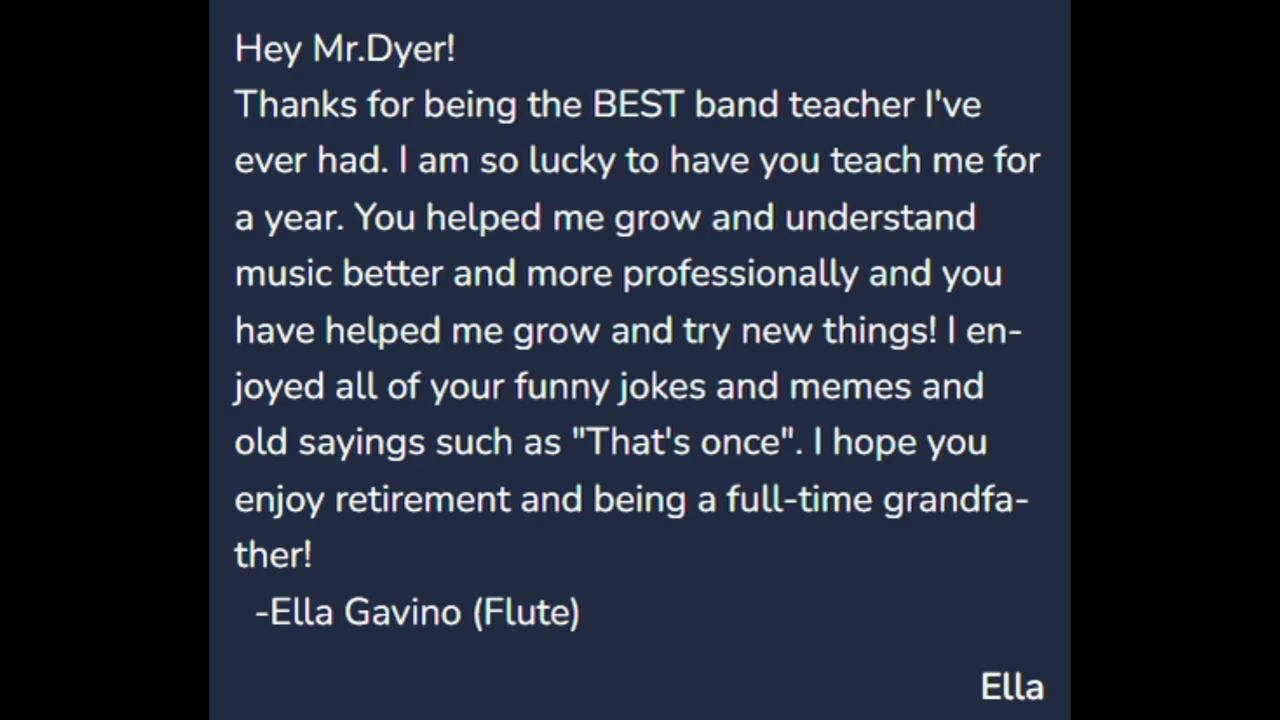 Hey Mr.Dyer!
Thanks for being the BEST band teacher I've
ever had. I am so lucky to have you teach me for
a year. You helped me grow and understand
music better and more professionally and you
have helped me grow and try new things! I en-
joyed all of your funny jokes and memes and
old sayings such as "That's once". I hope you
enjoy retirement and being a full-time grandfa-
ther!
-Ella Gavino (Flute)
Ella